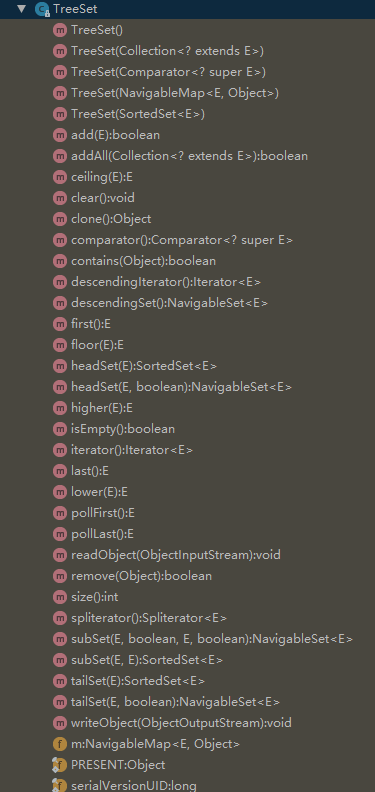 TreeSet
TreeSet()
TreeSet(Collection<? extends E>)
TreeSet(Comparator<? super E>)
TreeSet(NavigableMap<E, Object>)
TreeSet(SortedSet<E>)
add(E):boolean
addAll(Collection<? extends E>):boolean
ceiling(E):E
clear():void
clone():Object
comparator():Comparator<? super E>
contains(Object):boolean
descendingIterator():Iterator<E>
descendingSet():NavigableSet<E>
first():E
floor(E):E
headSet(E):SortedSet<E>
headSet(E, boolean):NavigableSet<E>
higher(E):E
isEmpty():boolean
iterator():Iterator<E>
last():E
lower(E):E
pollFirst():E
pollLast():E
readObject(ObjectInputStream):void
remove(Object):boolean
size():int
spliterator():Spliterator<E>
subSet(E, boolean, E, boolean):NavigableSet<E>
subSet(E, E):SortedSet<E>
tailSet(E):SortedSet<E>
tailSet(E, boolean):NavigableSet<E>
writeObject(ObjectOutputStream):void
m:NavigableMap<E, Object>
PRESENT:Object
serialVersionUID:long